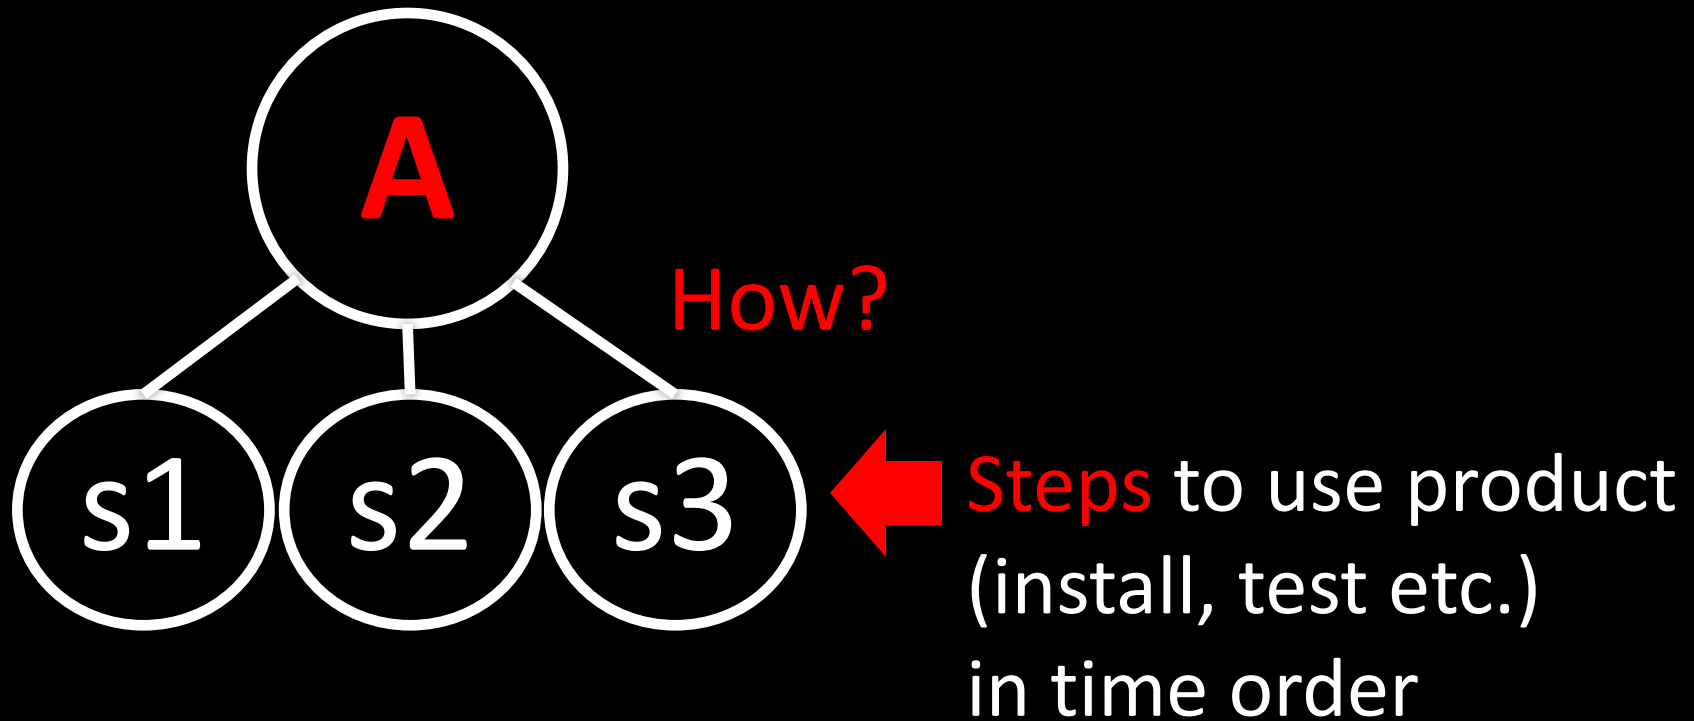 A
How?
s1 s2 s3
Steps to use product
(install, test etc.)
in time order